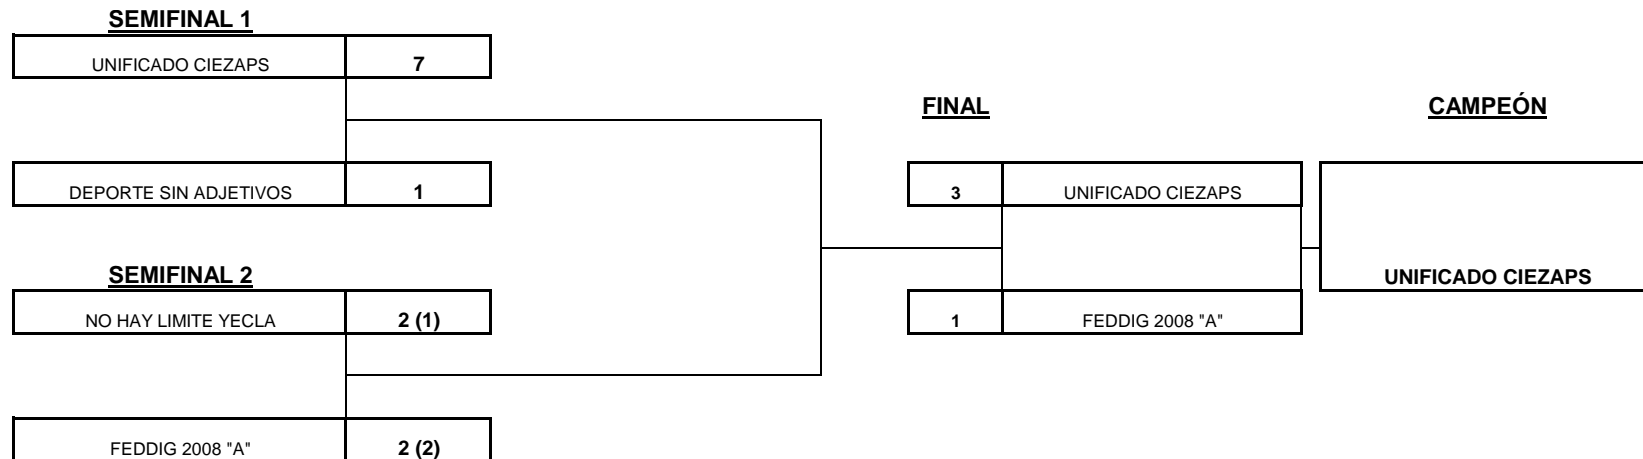 SEMIFINAL 1
UNIFICADO CIEZAPS 7
FINAL CAMPEÓN
DEPORTE SIN ADJETIVOS 1 3 UNIFICADO CIEZAPS
SEMIFINAL 2 UNIFICADO CIEZAPS
NO HAY LIMITE YECLA 2 (1) 1 FEDDIG 2008 "A"
FEDDIG 2008 "A" 2 (2)